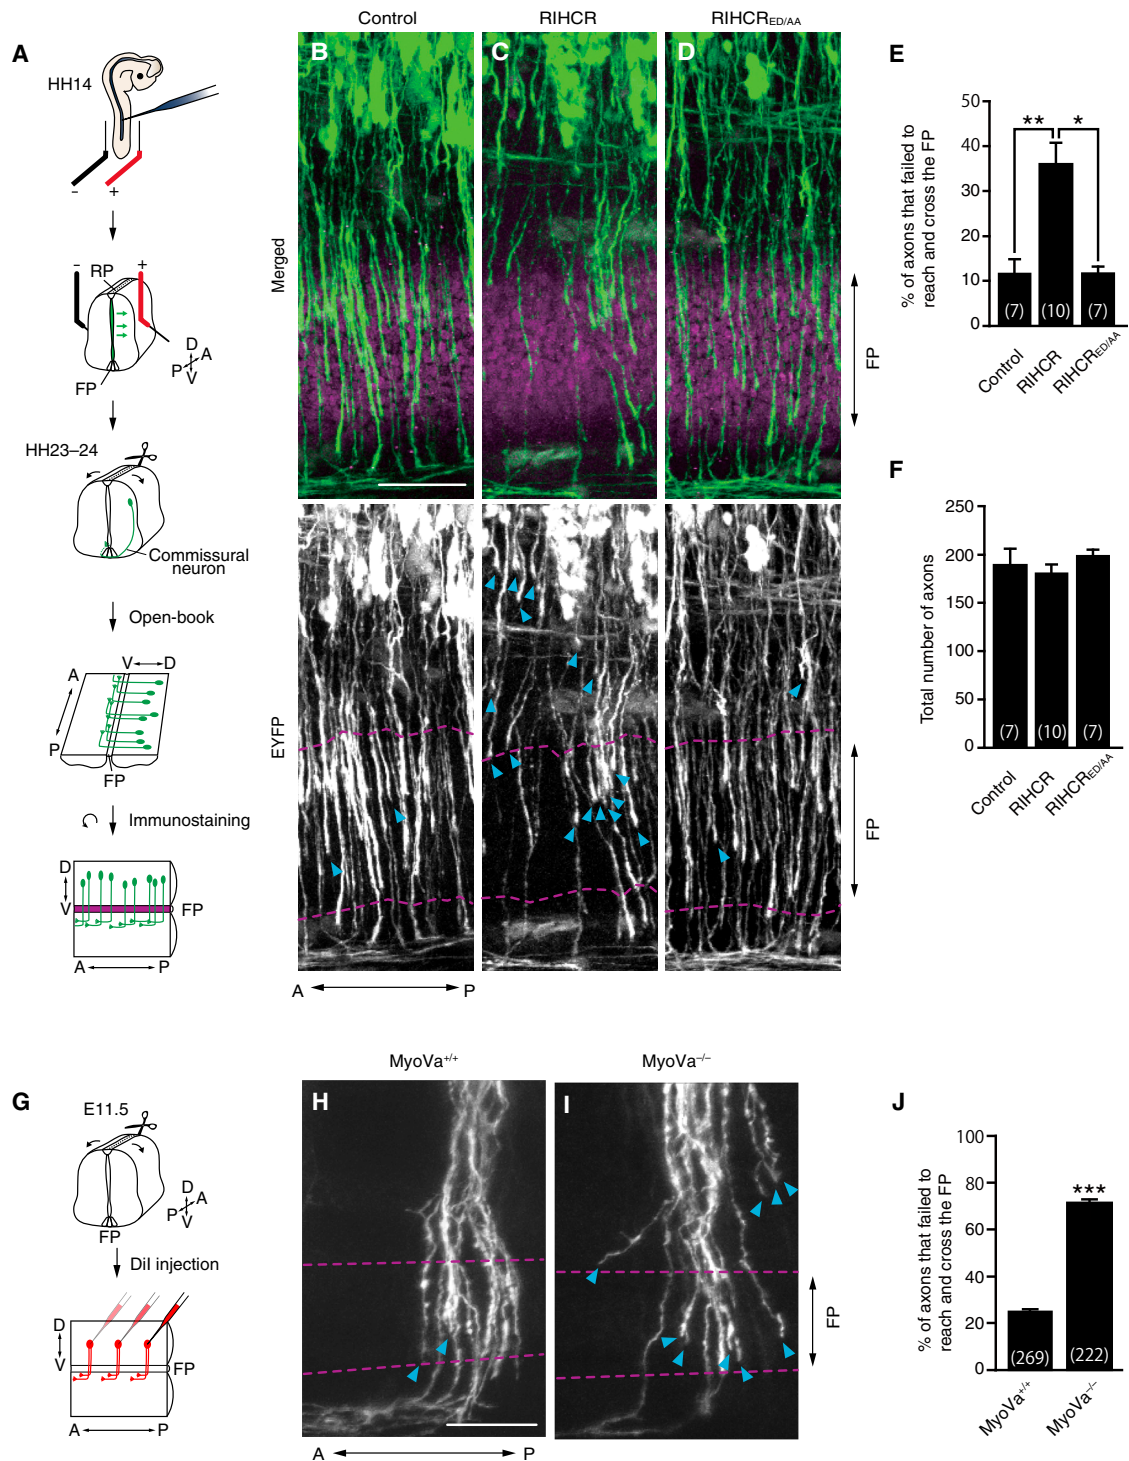 Control
RIHCR
RIHCRED/AA
A
B
C
D
E
HH14
-
+
-
RP
+
D
A
P
V
FP
HH23–24
Commissural
neuron
Open-book
V
D
A
P
FP
Immunostaining
D
V
FP
A
P
Merged
EYFP
FP
FP
A
P
% of axons that failed to
reach and cross the FP
50
40
30
20
10
0
**
*
(7)
(10)
(7)
Control
RIHCR
RIHCRED/AA
F
Total number of axons
250
200
150
100
50
0
(7)
(10)
(7)
Control
RIHCR
RIHCRED/AA
MyoVa+/+
MyoVa–/–
G
H
I
J
E11.5
D
A
P
V
FP
DiI injection
D
V
FP
A
P
FP
A
P
% of axons that failed to
reach and cross the FP
100
80
60
40
20
0
***
(269)
(222)
MyoVa+/+
MyoVa–/–